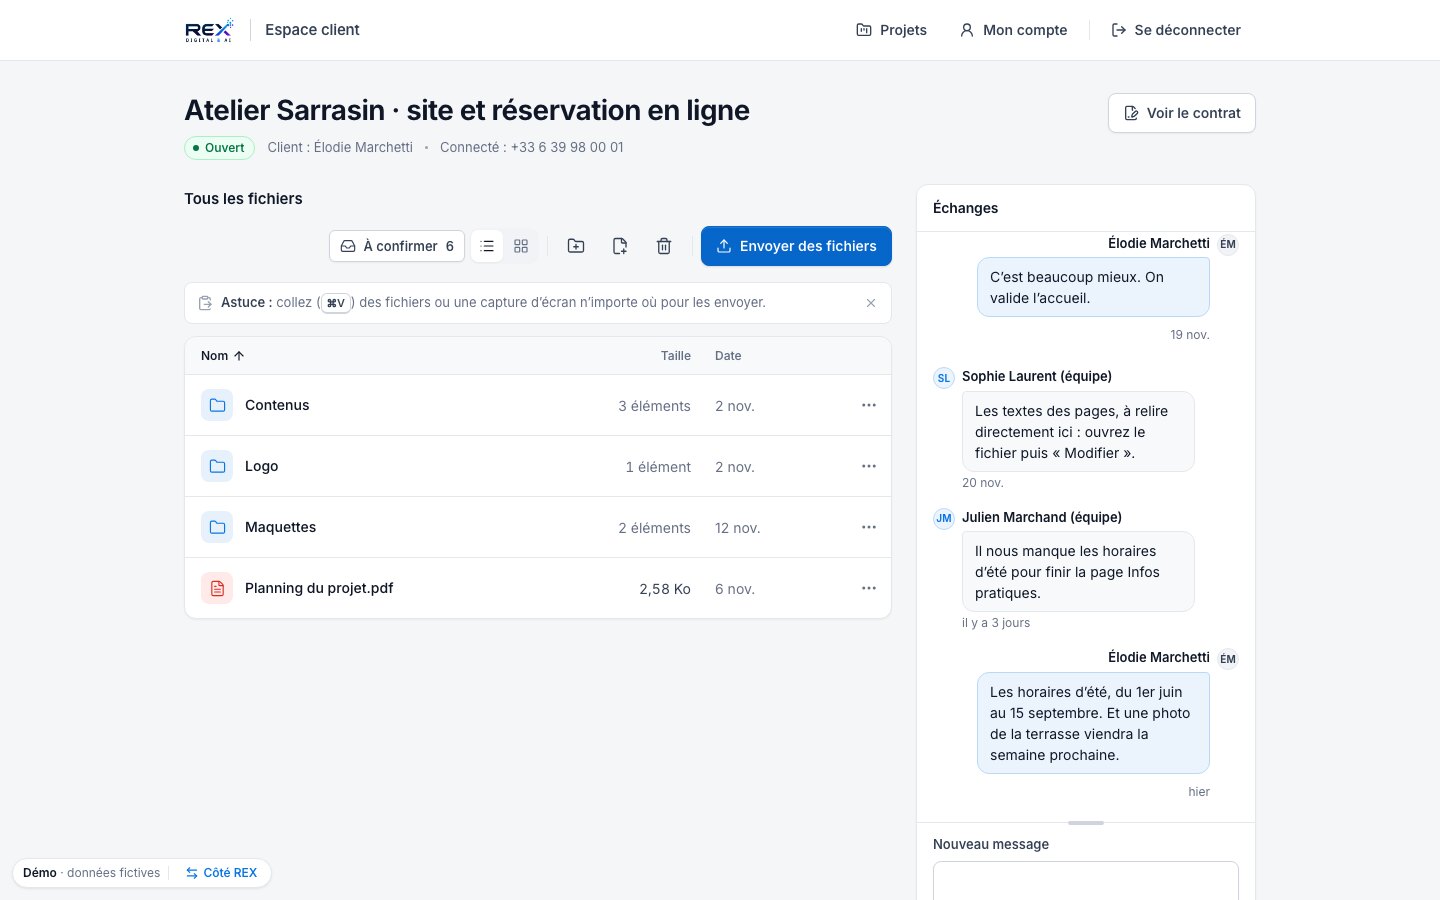 REX
DIGITAL & AI
Espace client
Projets
Mon compte
Se déconnecter
Atelier Sarrasin · site et réservation en ligne
Voir le contrat
Ouvert
Client : Élodie Marchetti • Connecté : +33 6 39 98 00 01
Tous les fichiers
À confirmer 6
Envoyer des fichiers
Astuce : collez (⌘V) des fichiers ou une capture d’écran n’importe où pour les envoyer.
Nom ↑ Taille Date
Contenus 3 éléments 2 nov.
Logo 1 élément 2 nov.
Maquettes 2 éléments 12 nov.
Planning du projet.pdf 2,58 Ko 6 nov.
Échanges
Élodie Marchetti ÉM
C’est beaucoup mieux. On
valide l’accueil.
19 nov.
SL Sophie Laurent (équipe)
Les textes des pages, à relire
directement ici : ouvrez le
fichier puis « Modifier ».
20 nov.
JM Julien Marchand (équipe)
Il nous manque les horaires
d’été pour finir la page Infos
pratiques.
il y a 3 jours
Élodie Marchetti ÉM
Les horaires d’été, du 1er juin
au 15 septembre. Et une photo
de la terrasse viendra la
semaine prochaine.
hier
Nouveau message
Démo · données fictives
Côté REX